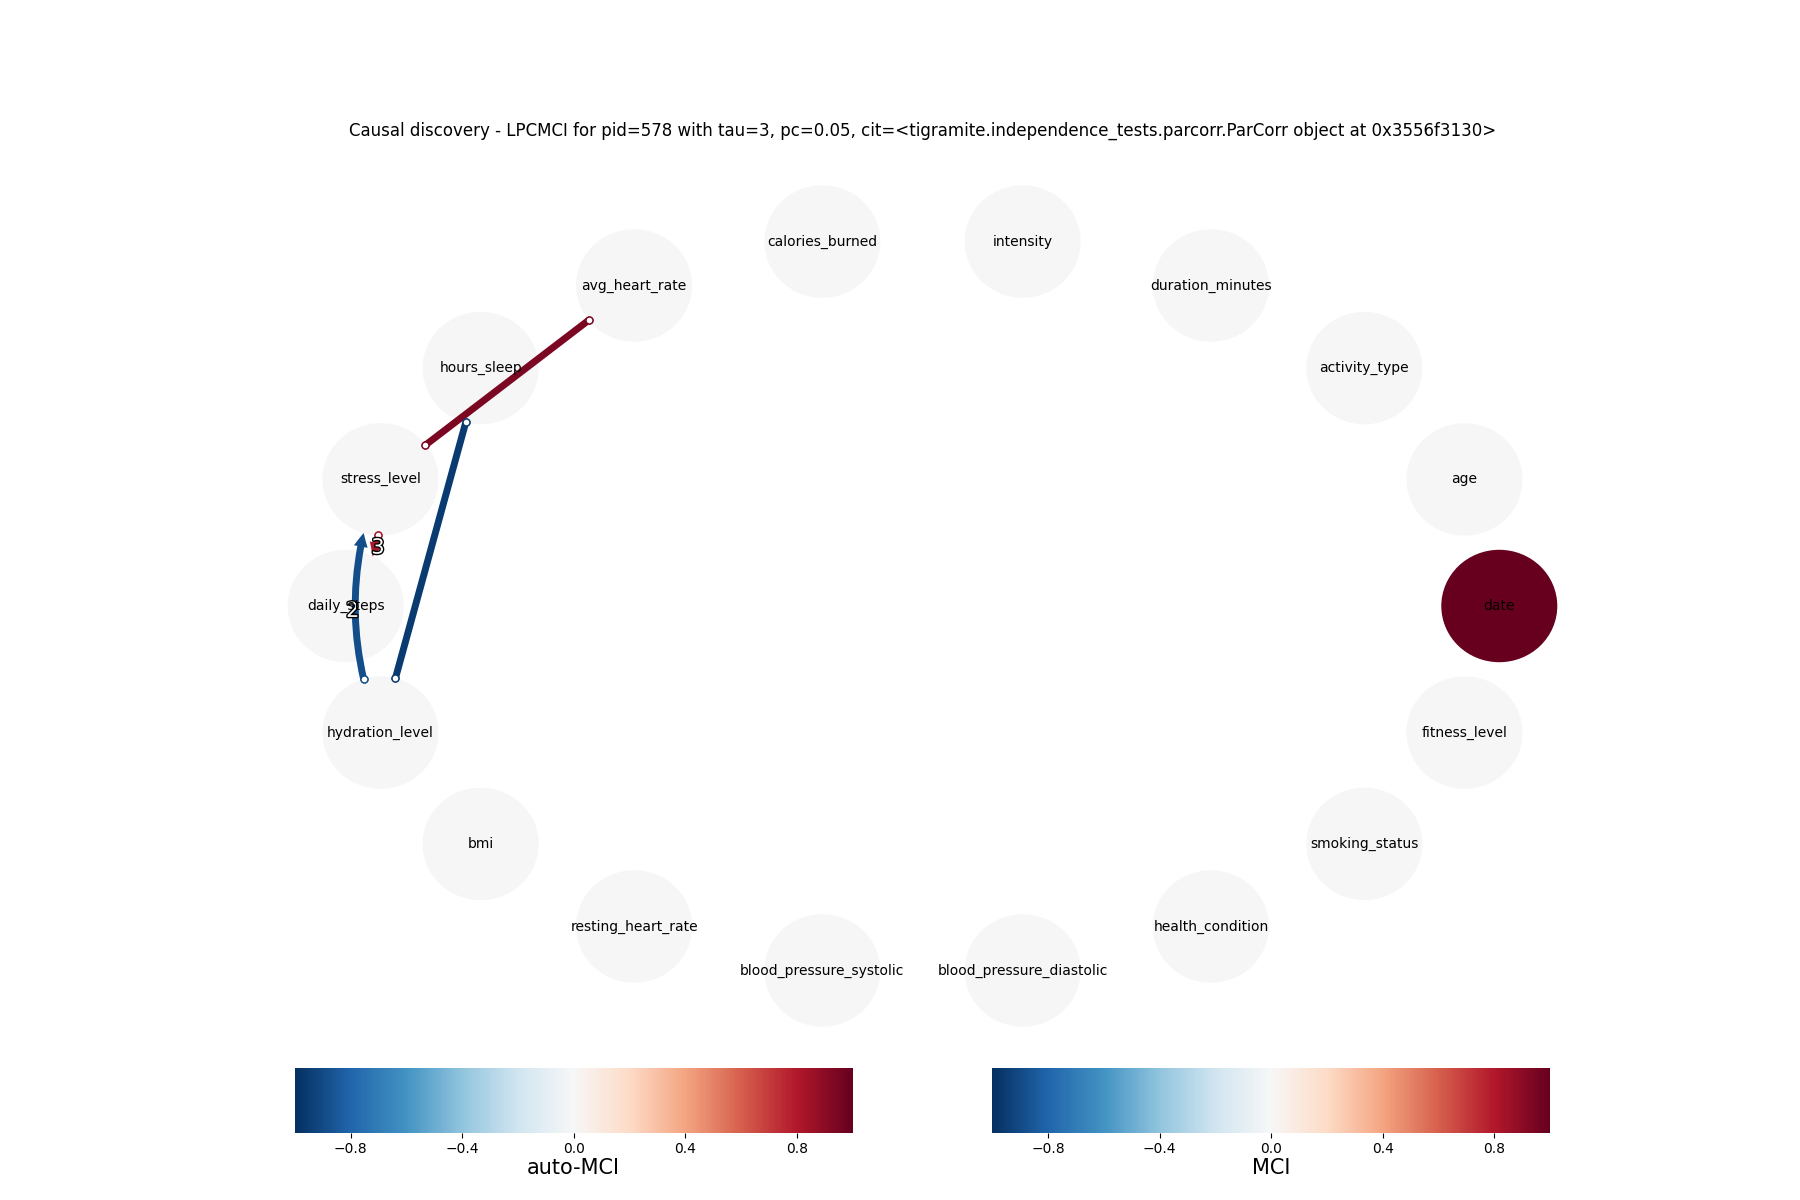 Causal discovery - LPCMCI for pid=578 with tau=3, pc=0.05, cit=<tigramite.independence_tests.parcorr.ParCorr object at 0x3556f3130>
calories_burned
intensity
avg_heart_rate
duration_minutes
hours_sleep
activity_type
stress_level
age
3
daily_steps
2
date
hydration_level
fitness_level
bmi
smoking_status
resting_heart_rate
health_condition
blood_pressure_systolic
blood_pressure_diastolic
−0.8 −0.4 0.0 0.4 0.8
auto-MCI
−0.8 −0.4 0.0 0.4 0.8
MCI